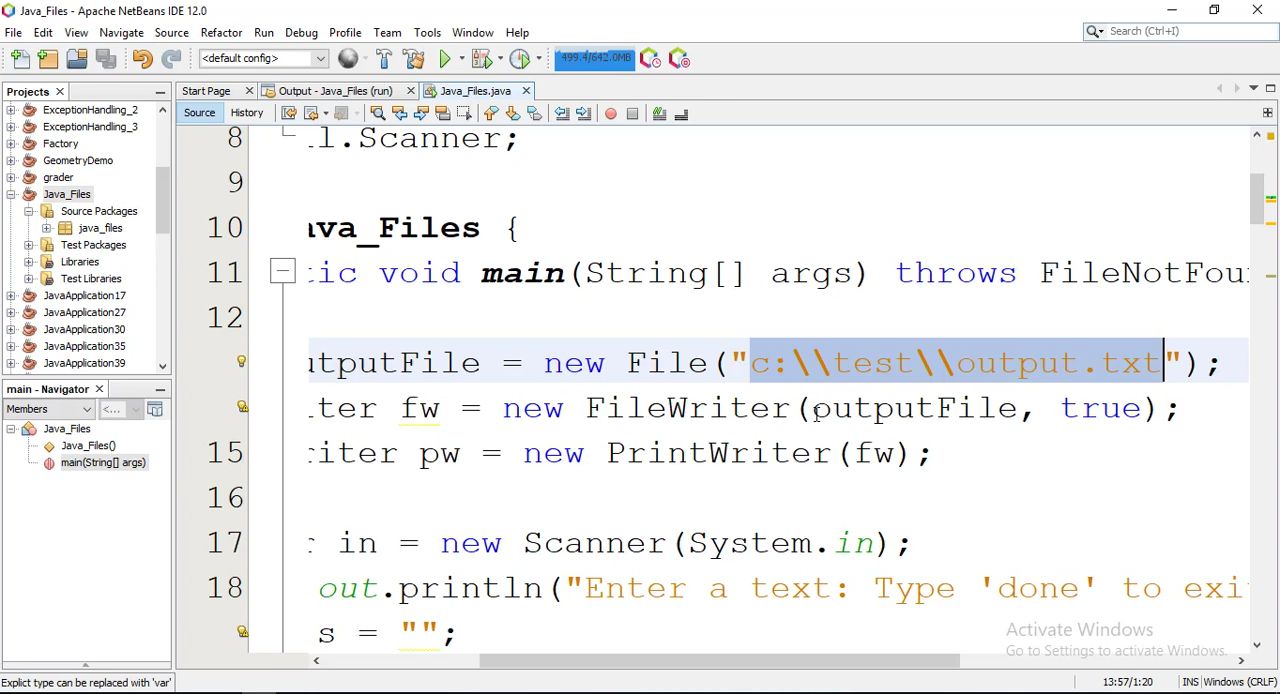 Java_Files - Apache NetBeans IDE 12.0
File Edit View Navigate Source Refactor Run Debug Profile Team Tools Window Help
Search (Ctrl+I)
<default config>
499.4/642.0MB
Projects
Start Page
Output - Java_Files (run)
Java_Files.java
Source
History
ExceptionHandling_2
ExceptionHandling_3
Factory
GeometryDemo
grader
Java_Files
Source Packages
java_files
Test Packages
Libraries
Test Libraries
JavaApplication17
JavaApplication27
JavaApplication30
JavaApplication35
JavaApplication39
main - Navigator
Members
<...
Java_Files()
main(String[] args)
8 l.Scanner;
9
10 ava_Files {
11 tic void main(String[] args) throws FileNotFou
12
utputFile = new File("c:\\test\\output.txt");
iter fw = new FileWriter(outputFile, true);
15 riter pw = new PrintWriter(fw);
16
17 r in = new Scanner(System.in);
18 out.println("Enter a text: Type 'done' to exi
s = "";
Activate Windows
Go to Settings to activate Windows.
Explict type can be replaced with 'var'
13:57/1:20
INS
Windows (CRLF)